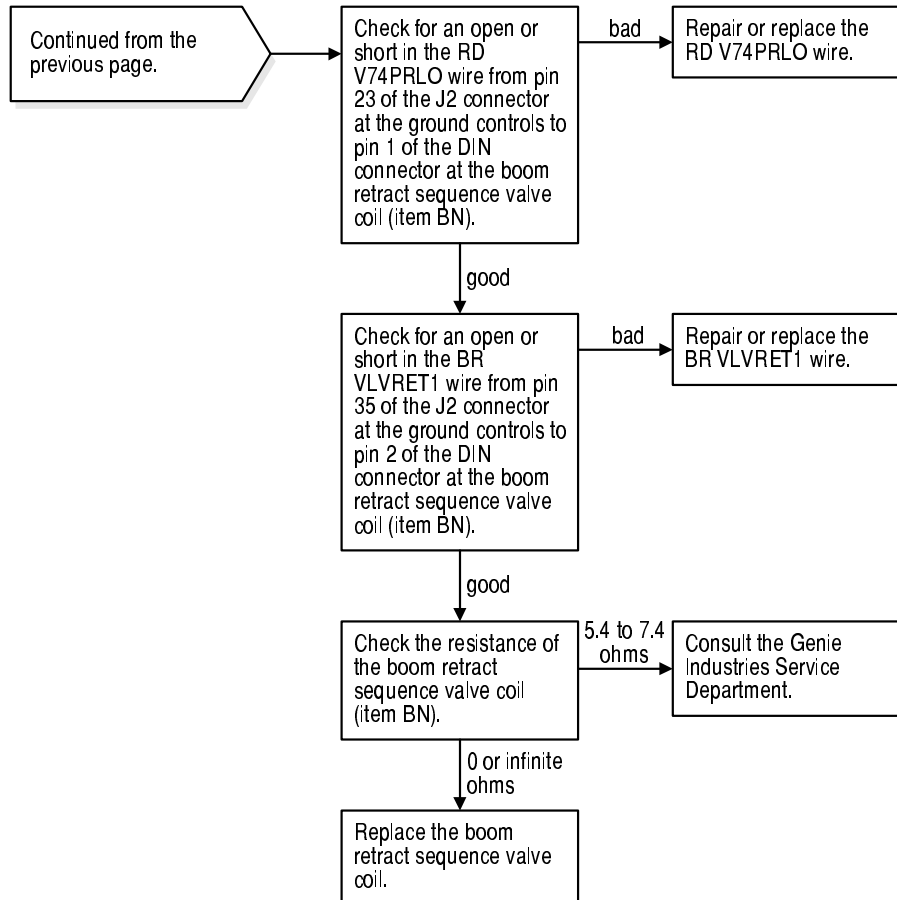 Continued from the
previous page.
Check for an open or
short in the RD
V74PRLO wire from pin
23 of the J2 connector
at the ground controls to
pin 1 of the DIN
connector at the boom
retract sequence valve
coil (item BN).
bad
Repair or replace the
RD V74PRLO wire.
good
Check for an open or
short in the BR
VLVRET1 wire from pin
35 of the J2 connector
at the ground controls to
pin 2 of the DIN
connector at the boom
retract sequence valve
coil (item BN).
bad
Repair or replace the
BR VLVRET1 wire.
good
Check the resistance of
the boom retract
sequence valve coil
(item BN).
5.4 to 7.4
ohms
Consult the Genie
Industries Service
Department.
0 or infinite
ohms
Replace the boom
retract sequence valve
coil.